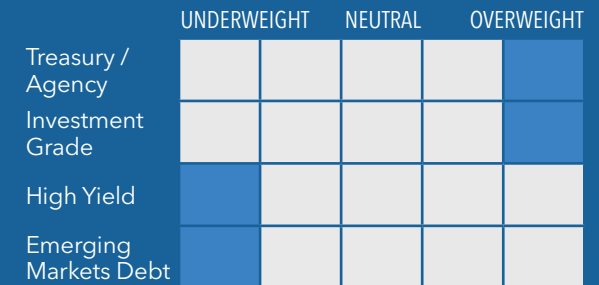 UNDERWEIGHT NEUTRAL OVERWEIGHT
Treasury /
Agency
Investment
Grade
High Yield
Emerging
Markets Debt